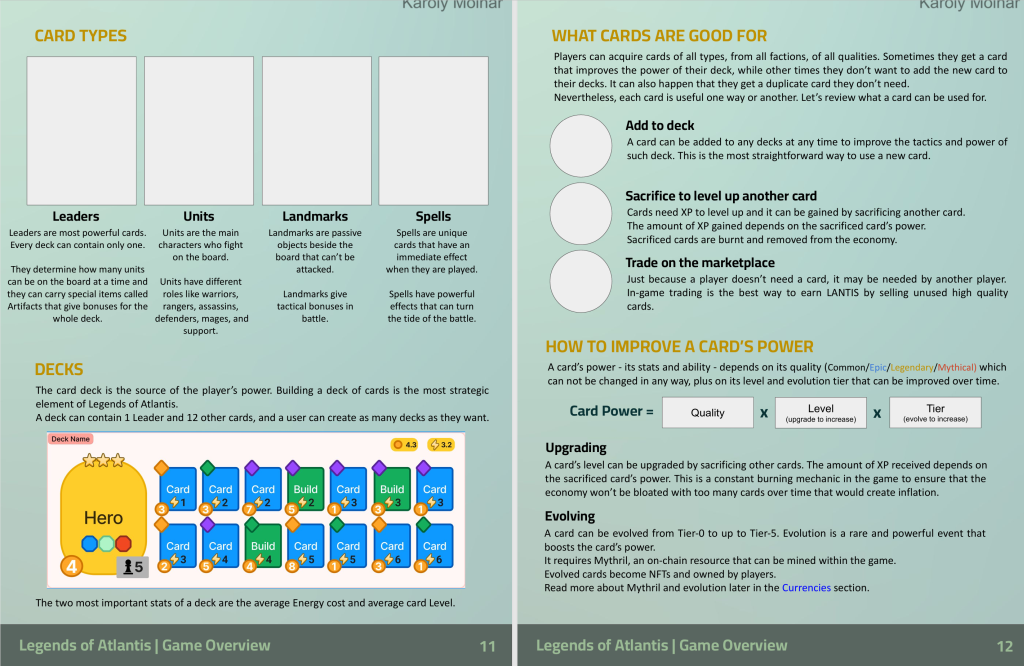 Karoly Molnar
CARD TYPES
Leaders
Leaders are most powerful cards.
Every deck can contain only one.
They determine how many units
can be on the board at a time and
they can carry special items called
Artifacts that give bonuses for the
whole deck.
Units
Units are the main
characters who fight
on the board.
Units have different
roles like warriors,
rangers, assassins,
defenders, mages, and
support.
Landmarks
Landmarks are passive
objects beside the
board that can't be
attacked.
Landmarks give
tactical bonuses in
battle.
Spells
Spells are unique
cards that have an
immediate effect
when they are played.
Spells have powerful
effects that can turn
the tide of the battle.
DECKS
The card deck is the source of the player's power. Building a deck of cards is the most strategic
element of Legends of Atlantis.
A deck can contain 1 Leader and 12 other cards, and a user can create as many decks as they want.
Deck Name
4.3 3.2
Hero
4 5
Card Card Card Build Card Build Card
1 2 2 2 3 3 3
3 3 7 5 1 3 1
Card Card Build Card Card Card Card
3 4 4 5 5 6 6
2 5 4 8 1 3 1
The two most important stats of a deck are the average Energy cost and average card Level.
Legends of Atlantis | Game Overview 11
Karoly Molnar
WHAT CARDS ARE GOOD FOR
Players can acquire cards of all types, from all factions, of all qualities. Sometimes they get a card
that improves the power of their deck, while other times they don't want to add the new card to
their decks. It can also happen that they get a duplicate card they don't need.
Nevertheless, each card is useful one way or another. Let's review what a card can be used for.
Add to deck
A card can be added to any decks at any time to improve the tactics and power of
such deck. This is the most straightforward way to use a new card.
Sacrifice to level up another card
Cards need XP to level up and it can be gained by sacrificing another card.
The amount of XP gained depends on the sacrificed card's power.
Sacrificed cards are burnt and removed from the economy.
Trade on the marketplace
Just because a player doesn't need a card, it may be needed by another player.
In-game trading is the best way to earn LANTIS by selling unused high quality
cards.
HOW TO IMPROVE A CARD'S POWER
A card's power - its stats and ability - depends on its quality (Common/Epic/Legendary/Mythical) which
can not be changed in any way, plus on its level and evolution tier that can be improved over time.
Card Power = Quality x Level x Tier
(upgrade to increase) (evolve to increase)
Upgrading
A card's level can be upgraded by sacrificing other cards. The amount of XP received depends on
the sacrificed card's power. This is a constant burning mechanic in the game to ensure that the
economy won't be bloated with too many cards over time that would create inflation.
Evolving
A card can be evolved from Tier-0 to up to Tier-5. Evolution is a rare and powerful event that
boosts the card's power.
It requires Mythril, an on-chain resource that can be mined within the game.
Evolved cards become NFTs and owned by players.
Read more about Mythril and evolution later in the Currencies section.
Legends of Atlantis | Game Overview 12